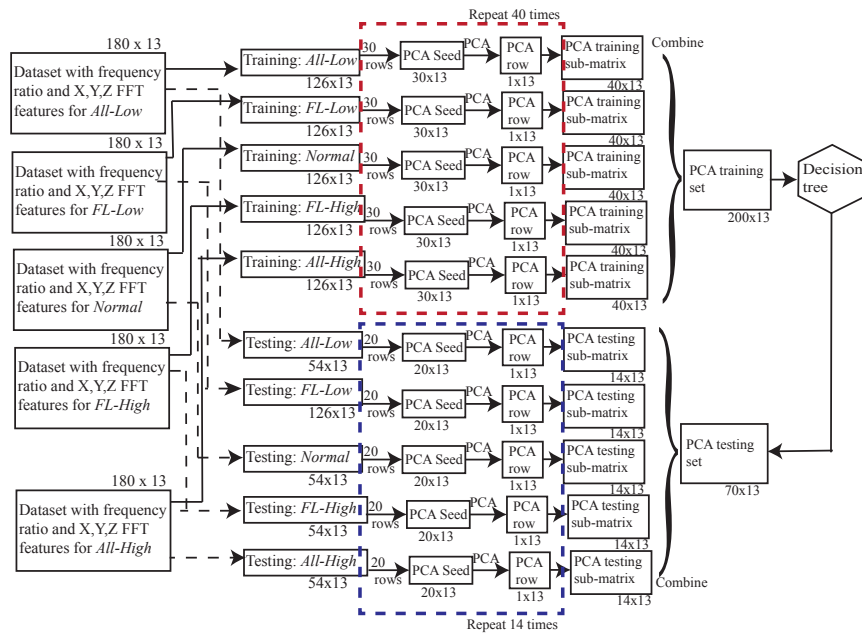 Repeat 40 times
180 x 13
Dataset with frequency
ratio and X,Y,Z FFT
features for All-Low
180 x 13
Dataset with frequency
ratio and X,Y,Z FFT
features for FL-Low
180 x 13
Dataset with frequency
ratio and X,Y,Z FFT
features for Normal
180 x 13
Dataset with frequency
ratio and X,Y,Z FFT
features for FL-High
180 x 13
Dataset with frequency
ratio and X,Y,Z FFT
features for All-High
Training: All-Low
126x13
30
rows
PCA Seed
30x13
PCA
PCA
row
1x13
PCA training
sub-matrix
40x13
Training: FL-Low
126x13
30
rows
PCA Seed
30x13
PCA
PCA
row
1x13
PCA training
sub-matrix
40x13
Training: Normal
126x13
30
rows
PCA Seed
30x13
PCA
PCA
row
1x13
PCA training
sub-matrix
40x13
Training: FL-High
126x13
30
rows
PCA Seed
30x13
PCA
PCA
row
1x13
PCA training
sub-matrix
40x13
Training: All-High
126x13
30
rows
PCA Seed
30x13
PCA
PCA
row
1x13
PCA training
sub-matrix
40x13
Combine
PCA training
set
200x13
Decision
tree
Testing: All-Low
54x13
20
rows
PCA Seed
20x13
PCA
PCA
row
1x13
PCA testing
sub-matrix
14x13
Testing: FL-Low
126x13
20
rows
PCA Seed
20x13
PCA
PCA
row
1x13
PCA testing
sub-matrix
14x13
Testing: Normal
54x13
20
rows
PCA Seed
20x13
PCA
PCA
row
1x13
PCA testing
sub-matrix
14x13
Testing: FL-High
54x13
20
rows
PCA Seed
20x13
PCA
PCA
row
1x13
PCA testing
sub-matrix
14x13
Testing: All-High
54x13
20
rows
PCA Seed
20x13
PCA
PCA
row
1x13
PCA testing
sub-matrix
14x13
Combine
PCA testing
set
70x13
Repeat 14 times